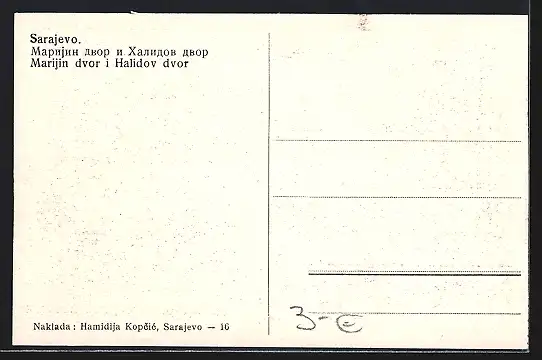 Sarajevo.
Маријин двор и Халидов двор
Marijin dvor i Halidov dvor
Naklada : Hamidija Kopčić, Sarajevo — 16
3-€